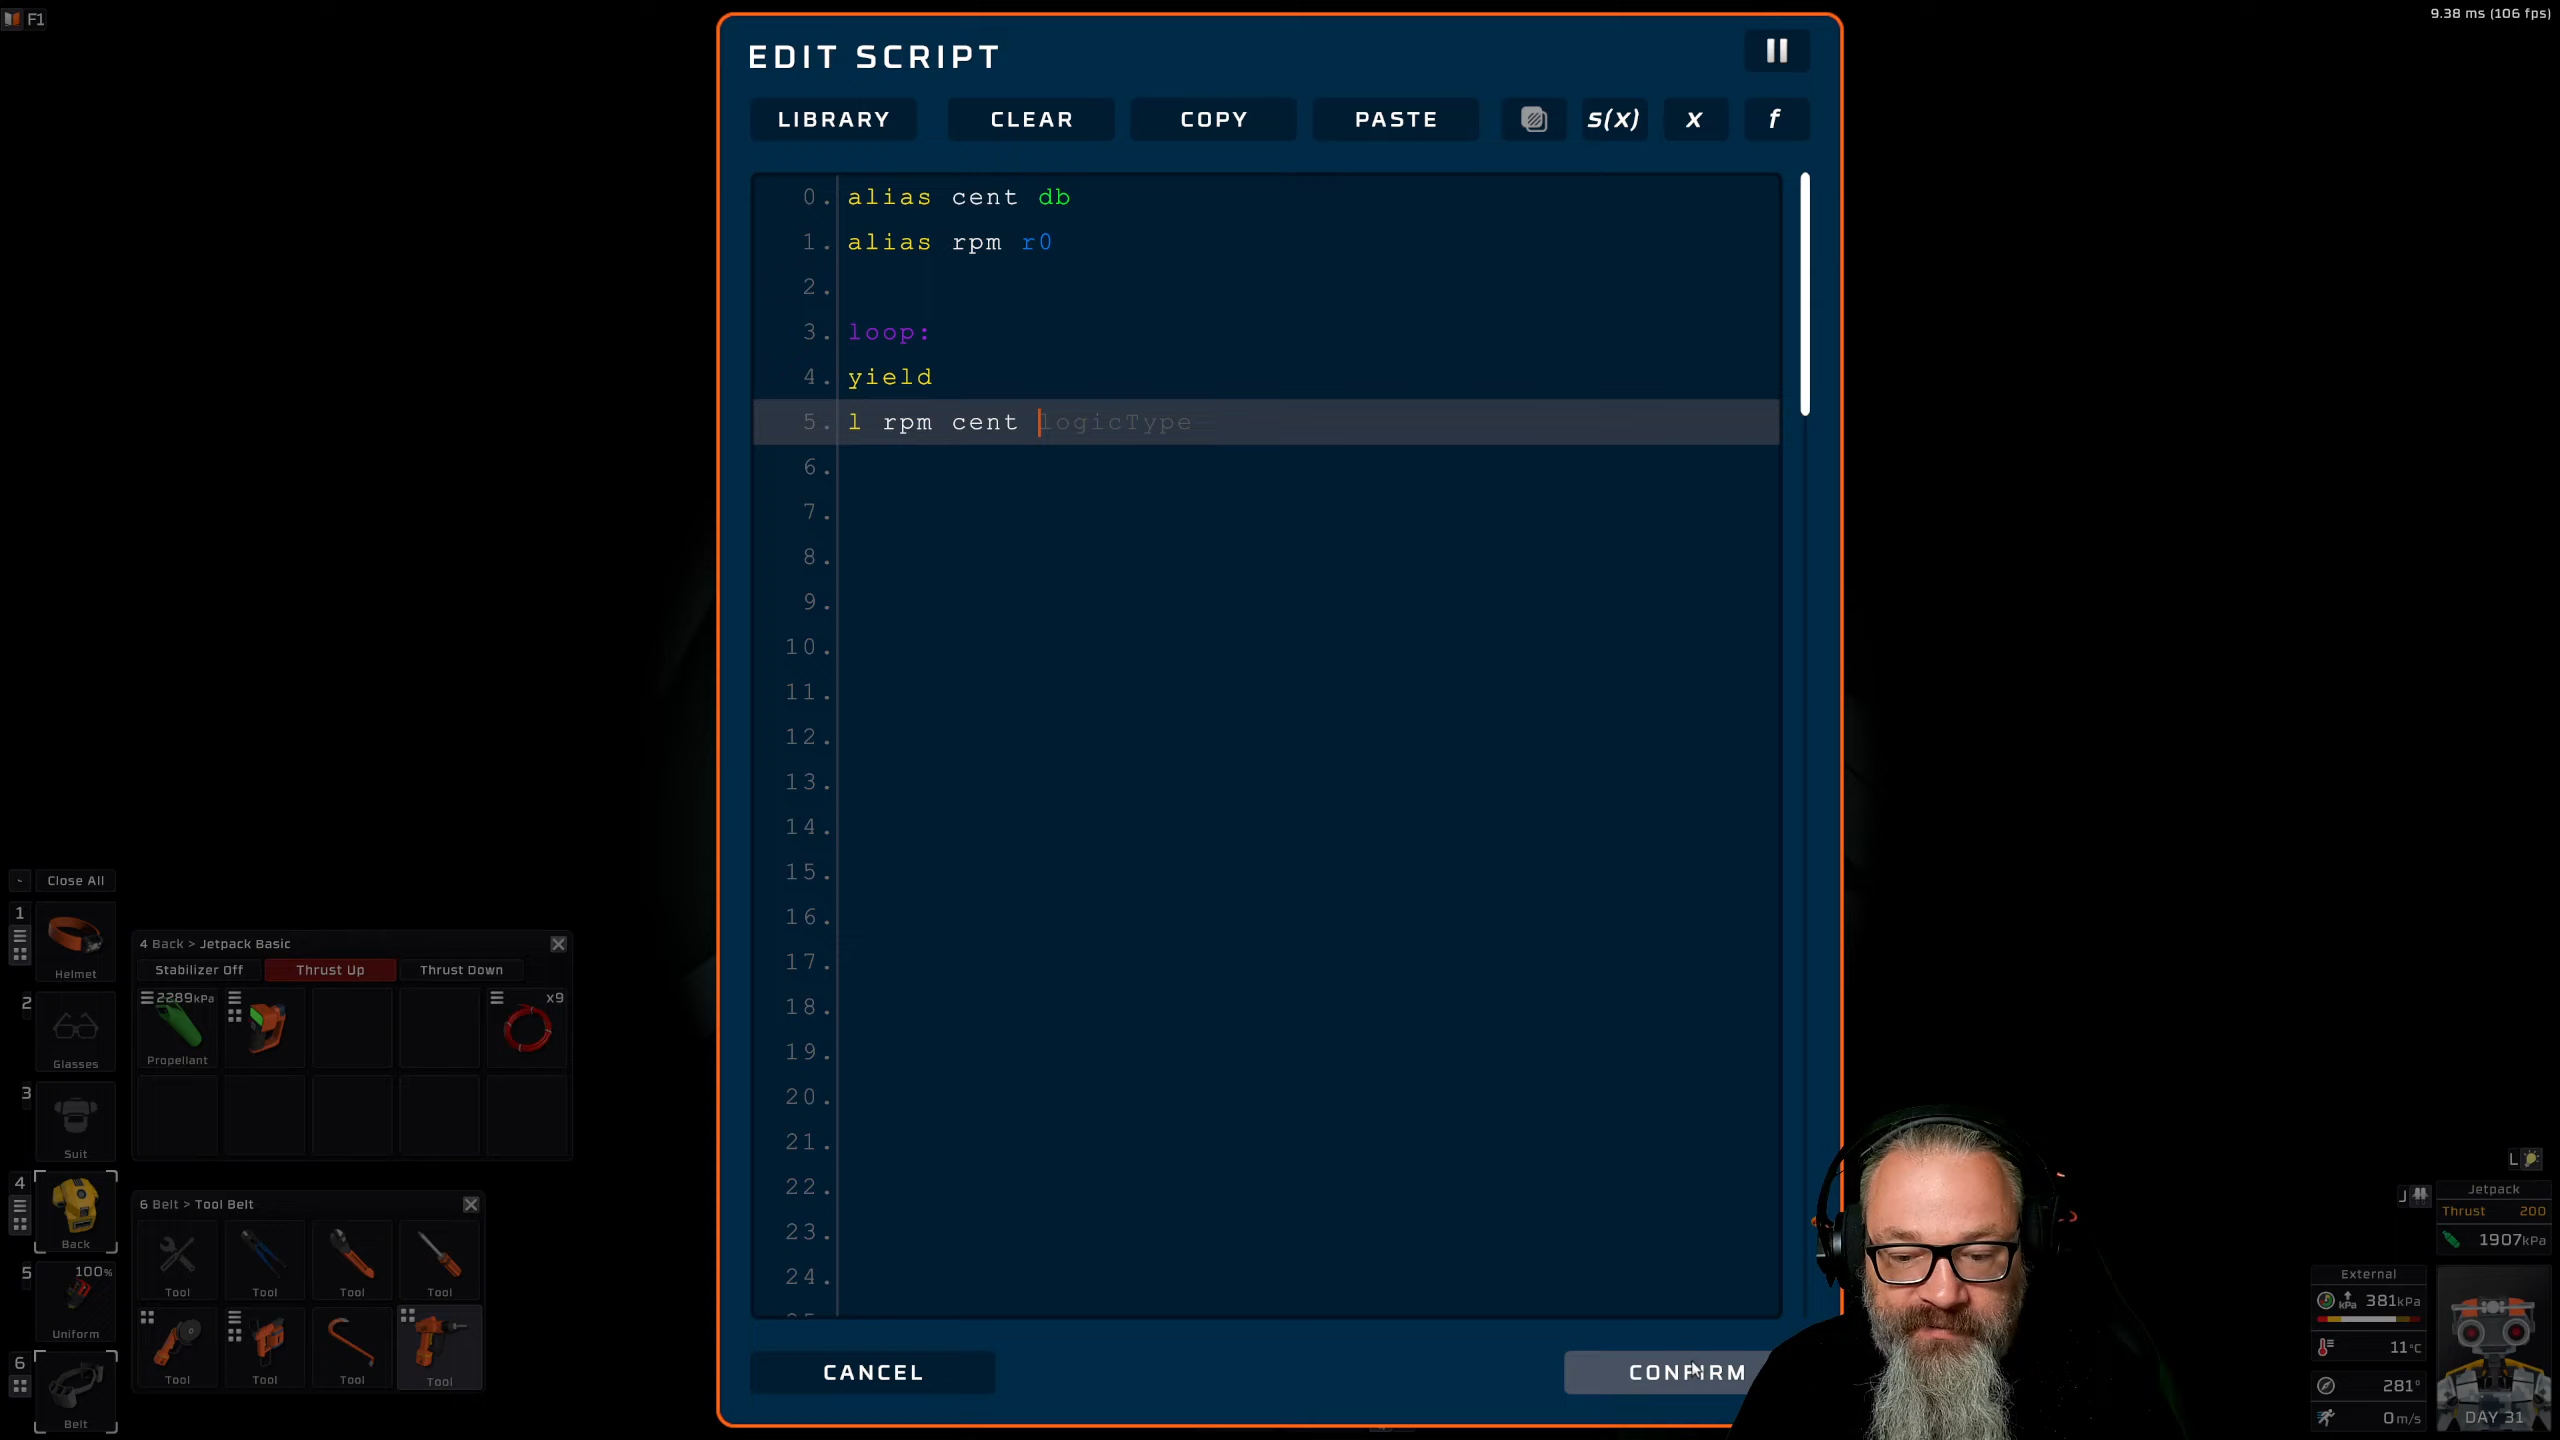 F1
9.38 ms (106 fps)
EDIT SCRIPT
LIBRARY CLEAR COPY PASTE s(x) x f
0. alias cent db
1. alias rpm r0
2.
3. loop:
4. yield
5. l rpm cent logicType
6.
7.
8.
9.
10.
11.
12.
13.
14.
15.
16.
17.
18.
19.
20.
21.
22.
23.
24.
CANCEL CONFIRM
Close All
1
Helmet
2
Glasses
3
Suit
4
Back
5
100%
Uniform
6
Belt
4 Back > Jetpack Basic
Stabilizer Off Thrust Up Thrust Down
2289kPa x9
Propellant
6 Belt > Tool Belt
Tool Tool Tool Tool
Tool Tool Tool Tool
L
J
Jetpack
Thrust 200
1907kPa
External
kPa 381kPa
11°C
281°
0m/s
DAY 31